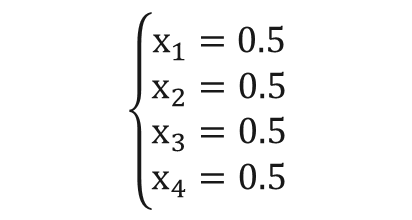 x₁ = 0.5
x₂ = 0.5
x₃ = 0.5
x₄ = 0.5